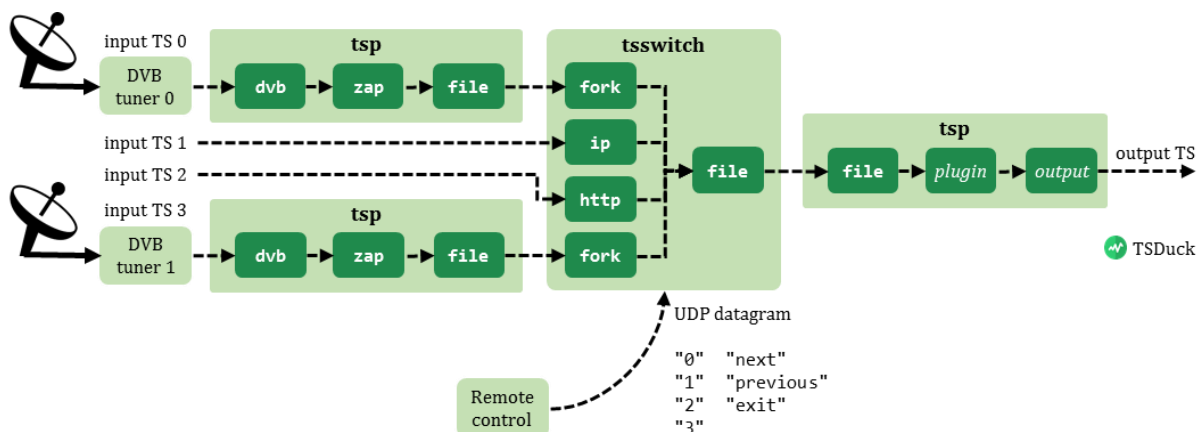 input TS 0
DVB
tuner 0
tsp
dvb
zap
file
input TS 1
input TS 2
input TS 3
DVB
tuner 1
tsp
dvb
zap
file
tsswitch
fork
ip
http
fork
file
tsp
file
plugin
output
output TS
TSDuck
Remote
control
UDP datagram
"0" "next"
"1" "previous"
"2" "exit"
"3"